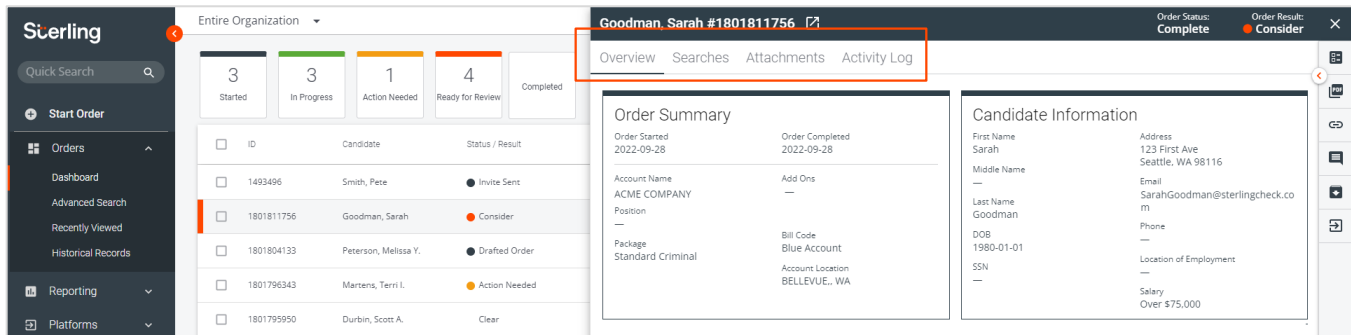 Sterling
Quick Search
Start Order
Orders
Dashboard
Advanced Search
Recently Viewed
Historical Records
Reporting
Platforms
Entire Organization
3
Started
3
In Progress
1
Action Needed
4
Ready for Review
Completed
ID Candidate Status / Result
1493496 Smith, Pete Invite Sent
1801811756 Goodman, Sarah Consider
1801804133 Peterson, Melissa Y. Drafted Order
1801796343 Martens, Terri I. Action Needed
1801795950 Durbin, Scott A. Clear
Goodman, Sarah #1801811756
Order Status:
Complete
Order Result:
Consider
Overview Searches Attachments Activity Log
Order Summary
Order Started
2022-09-28
Order Completed
2022-09-28
Account Name
ACME COMPANY
Add Ons
—
Position
—
Package
Standard Criminal
Bill Code
Blue Account
Account Location
BELLEVUE,, WA
Candidate Information
First Name
Sarah
Middle Name
—
Last Name
Goodman
DOB
1980-01-01
SSN
—
Address
123 First Ave
Seattle, WA 98116
Email
SarahGoodman@sterlingcheck.co
m
Phone
—
Location of Employment
—
Salary
Over $75,000
PDF